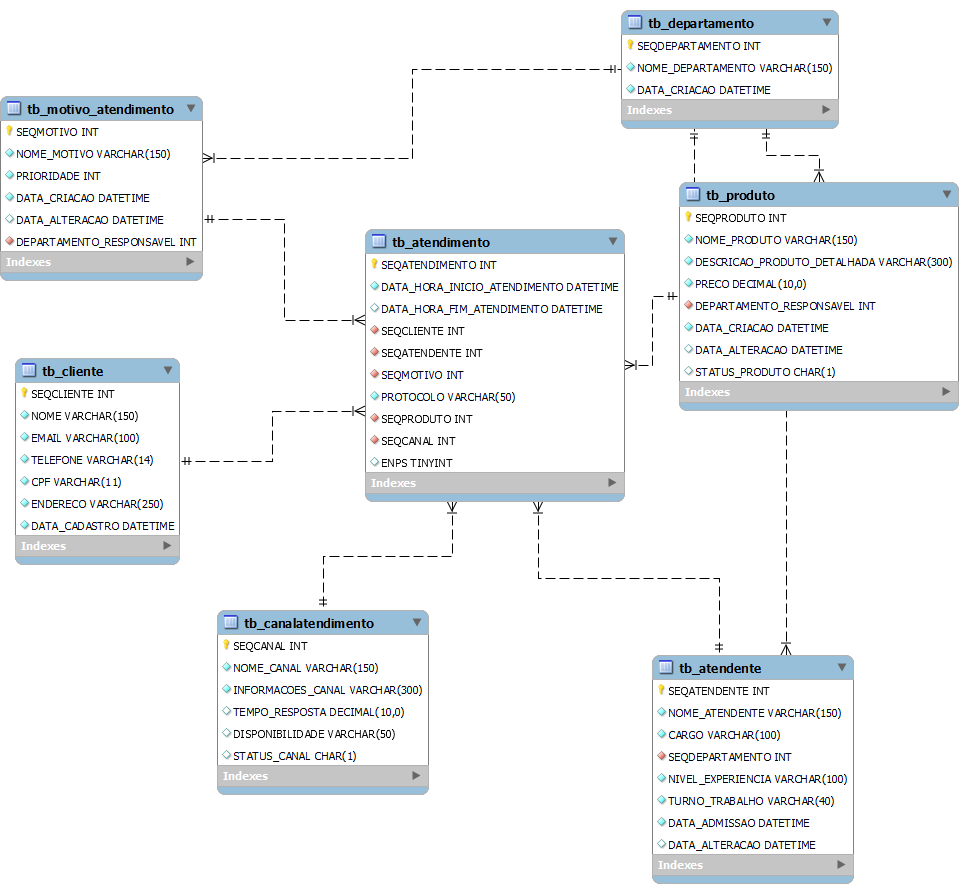 tb_departamento
SEQDEPARTAMENTO INT
NOME_DEPARTAMENTO VARCHAR(150)
DATA_CRIACAO DATETIME
Indexes
tb_motivo_atendimento
SEQMOTIVO INT
NOME_MOTIVO VARCHAR(150)
PRIORIDADE INT
DATA_CRIACAO DATETIME
DATA_ALTERACAO DATETIME
DEPARTAMENTO_RESPONSAVEL INT
Indexes
tb_produto
SEQPRODUTO INT
NOME_PRODUTO VARCHAR(150)
DESCRICAO_PRODUTO_DETALHADA VARCHAR(300)
PRECO DECIMAL(10,0)
DEPARTAMENTO_RESPONSAVEL INT
DATA_CRIACAO DATETIME
DATA_ALTERACAO DATETIME
STATUS_PRODUTO CHAR(1)
Indexes
tb_atendimento
SEQATENDIMENTO INT
DATA_HORA_INICIO_ATENDIMENTO DATETIME
DATA_HORA_FIM_ATENDIMENTO DATETIME
SEQCLIENTE INT
SEQATENDENTE INT
SEQMOTIVO INT
PROTOCOLO VARCHAR(50)
SEQPRODUTO INT
SEQCANAL INT
ENPS TINYINT
Indexes
tb_cliente
SEQCLIENTE INT
NOME VARCHAR(150)
EMAIL VARCHAR(100)
TELEFONE VARCHAR(14)
CPF VARCHAR(11)
ENDERECO VARCHAR(250)
DATA_CADASTRO DATETIME
Indexes
tb_canalatendimento
SEQCANAL INT
NOME_CANAL VARCHAR(150)
INFORMACOES_CANAL VARCHAR(300)
TEMPO_RESPOSTA DECIMAL(10,0)
DISPONIBILIDADE VARCHAR(50)
STATUS_CANAL CHAR(1)
Indexes
tb_atendente
SEQATENDENTE INT
NOME_ATENDENTE VARCHAR(150)
CARGO VARCHAR(100)
SEQDEPARTAMENTO INT
NIVEL_EXPERIENCIA VARCHAR(100)
TURNO_TRABALHO VARCHAR(40)
DATA_ADMISSAO DATETIME
DATA_ALTERACAO DATETIME
Indexes